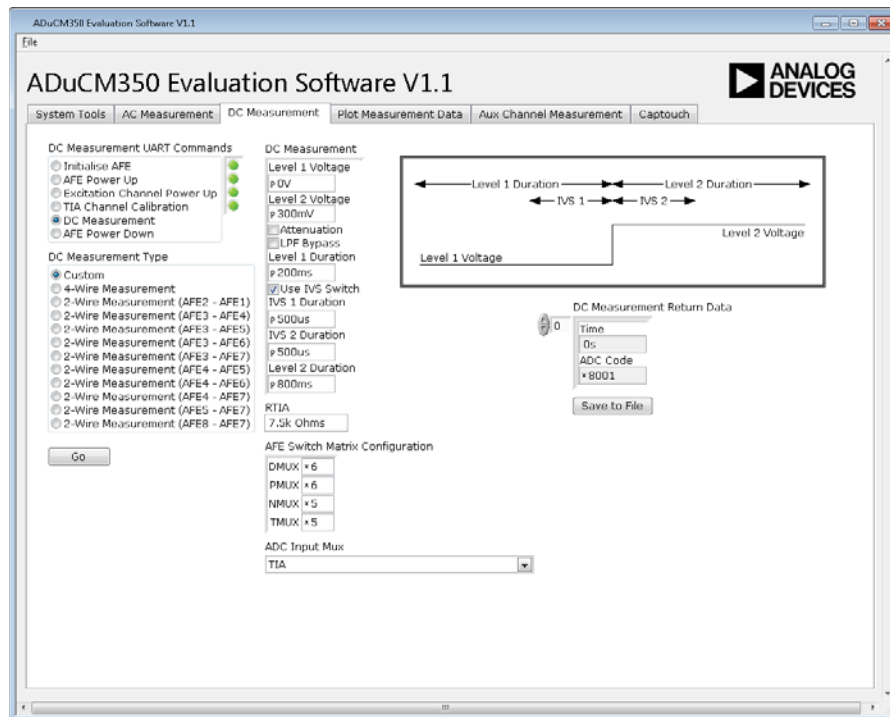 ADuCM350 Evaluation Software V1.1
File
ADuCM350 Evaluation Software V1.1
ANALOG
DEVICES
System Tools
AC Measurement
DC Measurement
Plot Measurement Data
Aux Channel Measurement
Captouch
DC Measurement UART Commands
Initialise AFE
AFE Power Up
Excitation Channel Power Up
TIA Channel Calibration
DC Measurement
AFE Power Down
DC Measurement Type
Custom
4-Wire Measurement
2-Wire Measurement (AFE2 - AFE1)
2-Wire Measurement (AFE3 - AFE4)
2-Wire Measurement (AFE3 - AFE5)
2-Wire Measurement (AFE3 - AFE6)
2-Wire Measurement (AFE3 - AFE7)
2-Wire Measurement (AFE4 - AFE5)
2-Wire Measurement (AFE4 - AFE6)
2-Wire Measurement (AFE4 - AFE7)
2-Wire Measurement (AFE5 - AFE7)
2-Wire Measurement (AFE8 - AFE7)
Go
DC Measurement
Level 1 Voltage
p 0V
Level 2 Voltage
p 300mV
Attenuation
LPF Bypass
Level 1 Duration
p 200ms
Use IVS Switch
IVS 1 Duration
p 500us
IVS 2 Duration
p 500us
Level 2 Duration
p 800ms
RTIA
7.5k Ohms
AFE Switch Matrix Configuration
DMUX x 6
PMUX x 6
NMUX x 5
TMUX x 5
ADC Input Mux
TIA
Level 1 Duration
Level 2 Duration
IVS 1
IVS 2
Level 2 Voltage
Level 1 Voltage
DC Measurement Return Data
0
Time
0s
ADC Code
x 8001
Save to File